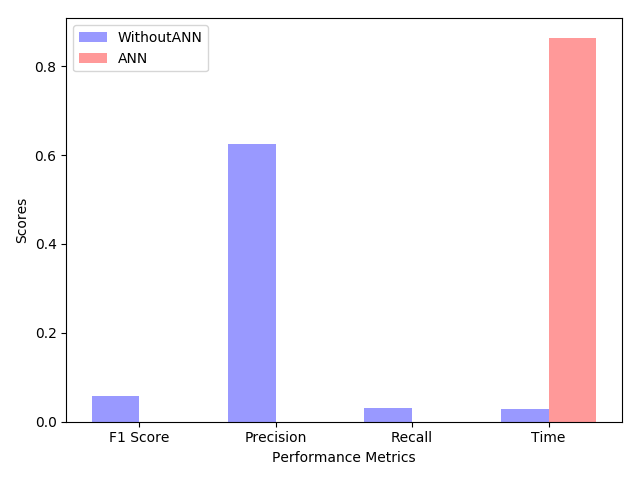 WithoutANN
ANN
0.8
0.6
0.4
0.2
0.0
Scores
F1 Score
Precision
Recall
Time
Performance Metrics